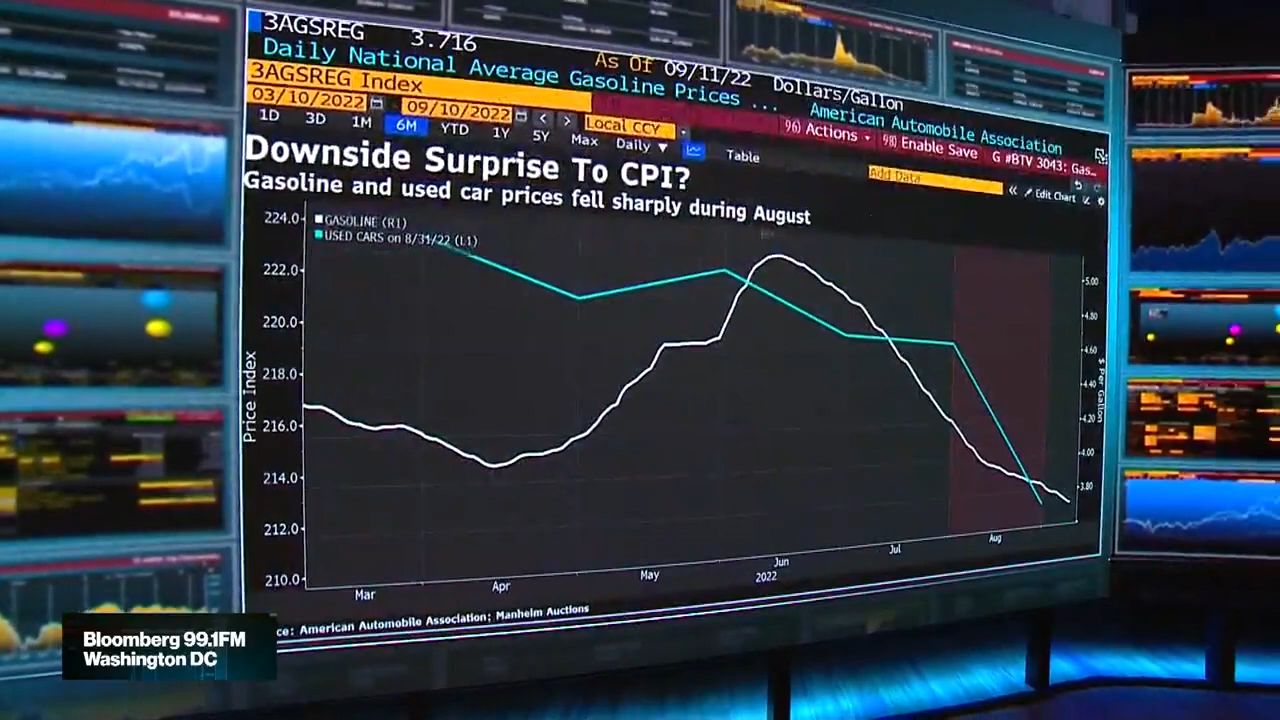 3AGSREG 3.716 As Of 09/11/22 Dollars/Gallon
Daily National Average Gasoline Prices ... American Automobile Association
3AGSREG Index 96) Actions 98) Enable Save G #BTV 3043: Gas...
03/10/2022 09/10/2022 Local CCY
1D 3D 1M 6M YTD 1Y 5Y Max Daily Table Add Data « Edit Chart
Downside Surprise To CPI?
Gasoline and used car prices fell sharply during August
GASOLINE (R1)
USED CARS on 8/31/22 (L1)
224.0
222.0
220.0
218.0
216.0
214.0
212.0
210.0
Price Index
5.00
4.80
4.60
4.40
4.20
4.00
3.80
$ Per Gallon
Mar Apr May Jun Jul Aug
2022
ce: American Automobile Association; Manheim Auctions
Bloomberg 99.1FM
Washington DC